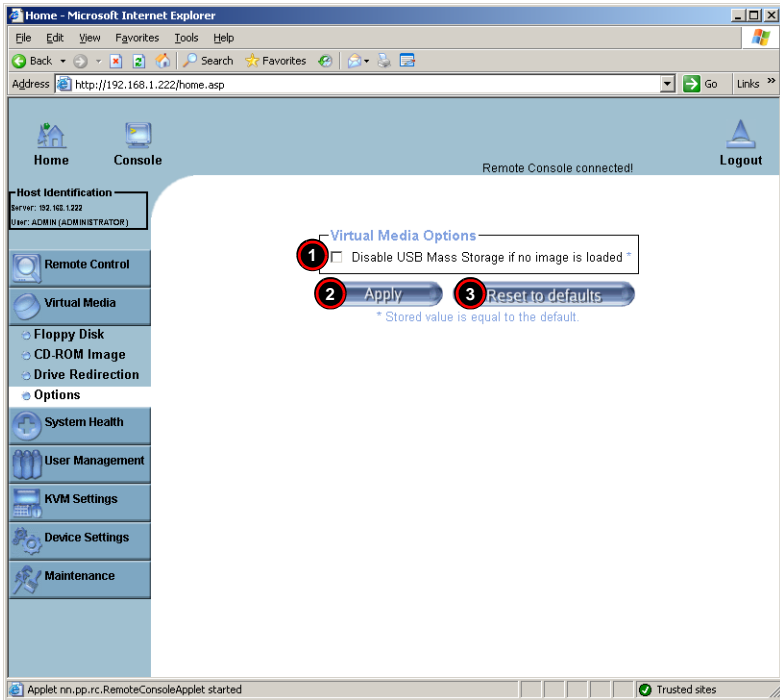 Home - Microsoft Internet Explorer
File Edit View Favorites Tools Help
Back Search Favorites
Address http://192.168.1.222/home.asp Go Links »
Home Console Remote Console connected! Logout
Host Identification
Server: 192.168.1.222
User: ADMIN (ADMINISTRATOR)
Virtual Media Options
1 Disable USB Mass Storage if no image is loaded *
2 Apply 3 Reset to defaults
* Stored value is equal to the default.
Remote Control
Virtual Media
Floppy Disk
CD-ROM Image
Drive Redirection
Options
System Health
User Management
KVM Settings
Device Settings
Maintenance
Applet nn.pp.rc.RemoteConsoleApplet started Trusted sites